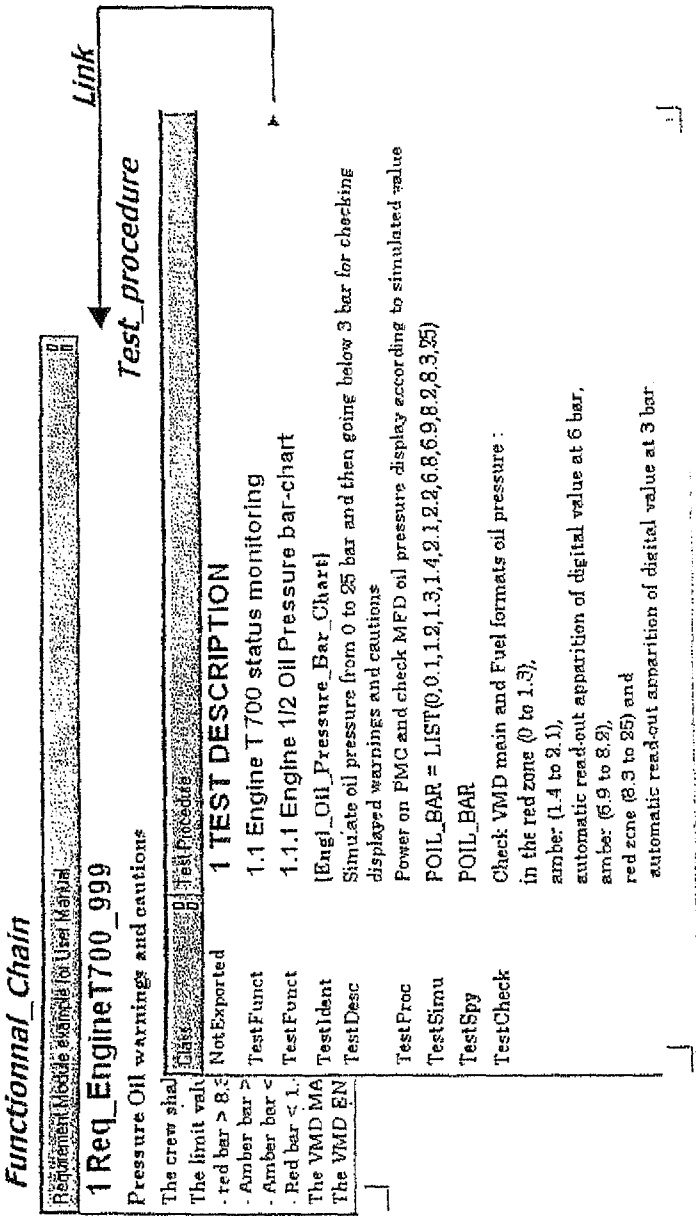 Functionnal_Chain
Link
Requirement Module example for User Manual
1 Req_EngineT700_999
Pressure Oil warnings and cautions
The crew shal
The limit valu
- red bar > 8.3
- Amber bar >
- Amber bar <
- Red bar < 1.
The VMD MA
The VMD EN
Test_procedure
Class Test Procedure
NotExported 1 TEST DESCRIPTION
TestFunct 1.1 Engine T700 status monitoring
TestFunct 1.1.1 Engine 1/2 Oil Pressure bar-chart
TestIdent [Engl_Oil_Pressure_Bar_Chart]
TestDesc Simulate oil pressure from 0 to 25 bar and then going below 3 bar for checking
displayed warnings and cautions
TestProc Power on PMC and check MFD oil pressure display according to simulated value
TestSimu POIL_BAR = LIST(0,0.1,1.2,1.3,1.4,2.1,2.2,6.8,6.9,8.2,8.3,25)
TestSpy POIL_BAR
TestCheck Check VMD main and Fuel formats oil pressure :
in the red zone (0 to 1.3),
amber (1.4 to 2.1),
automatic read-out apparition of digital value at 6 bar,
amber (6.9 to 8.2),
red zone (8.3 to 25) and
automatic read-out apparition of digital value at 3 bar